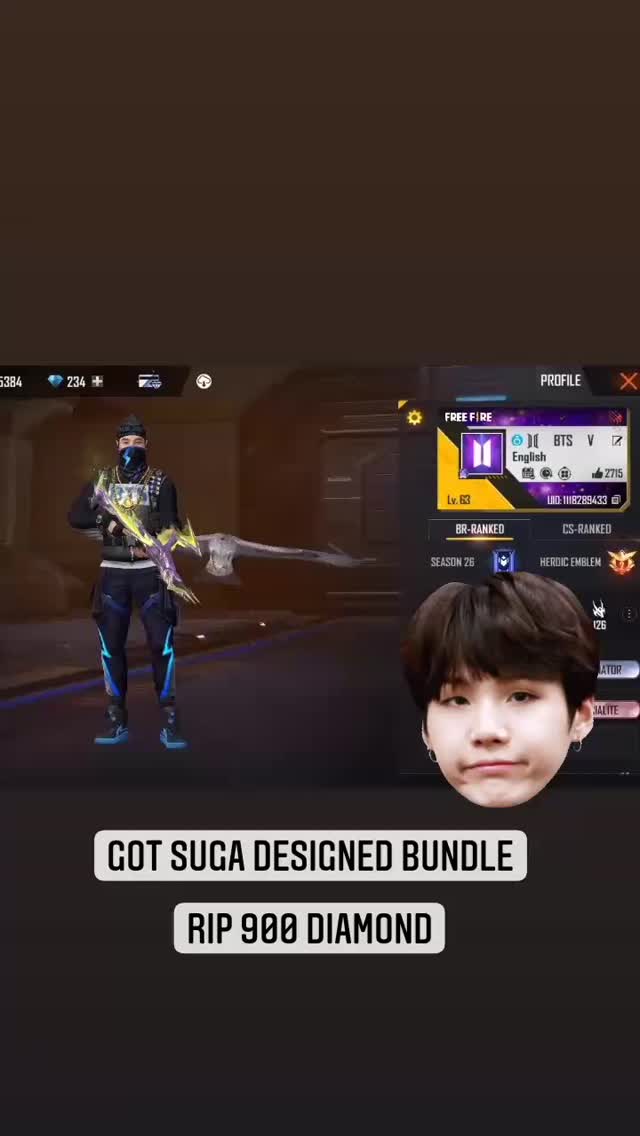 5384 234 +
PROFILE
FREE FIRE
BTS V
English
2715
Lv. 63
UID: 1118289433
BR-RANKED CS-RANKED
SEASON 26 HEROIC EMBLEM
126
ATOR
IALITE
GOT SUGA DESIGNED BUNDLE
RIP 900 DIAMOND